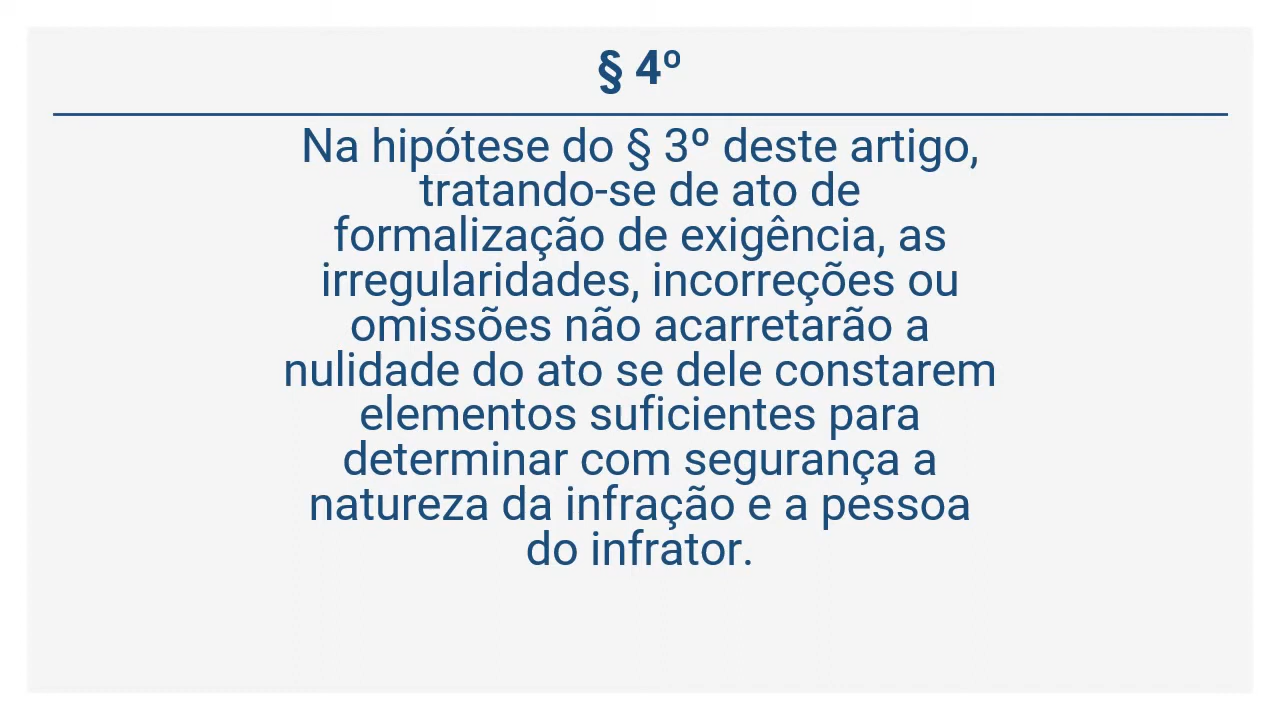 § 4º
Na hipótese do § 3º deste artigo,
tratando-se de ato de
formalização de exigência, as
irregularidades, incorreções ou
omissões não acarretarão a
nulidade do ato se dele constarem
elementos suficientes para
determinar com segurança a
natureza da infração e a pessoa
do infrator.